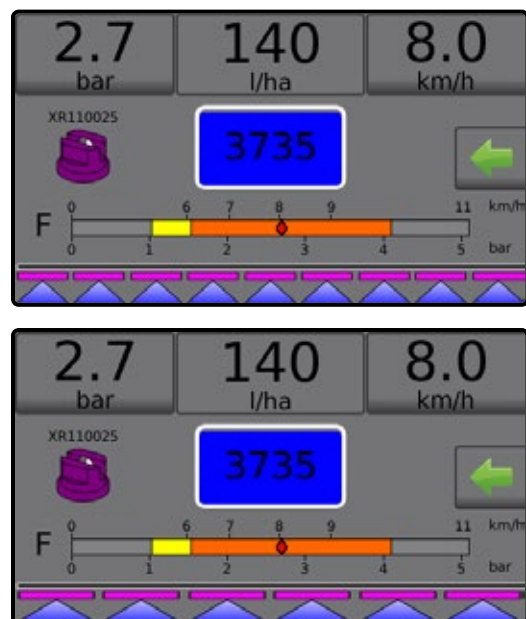 2.7 140 8.0
bar l/ha km/h
XR110025
3735
0 6 7 8 9 11 km/h
F
0 1 2 3 4 5 bar
2.7 140 8.0
bar l/ha km/h
XR110025
3735
0 6 7 8 9 11 km/h
F
0 1 2 3 4 5 bar